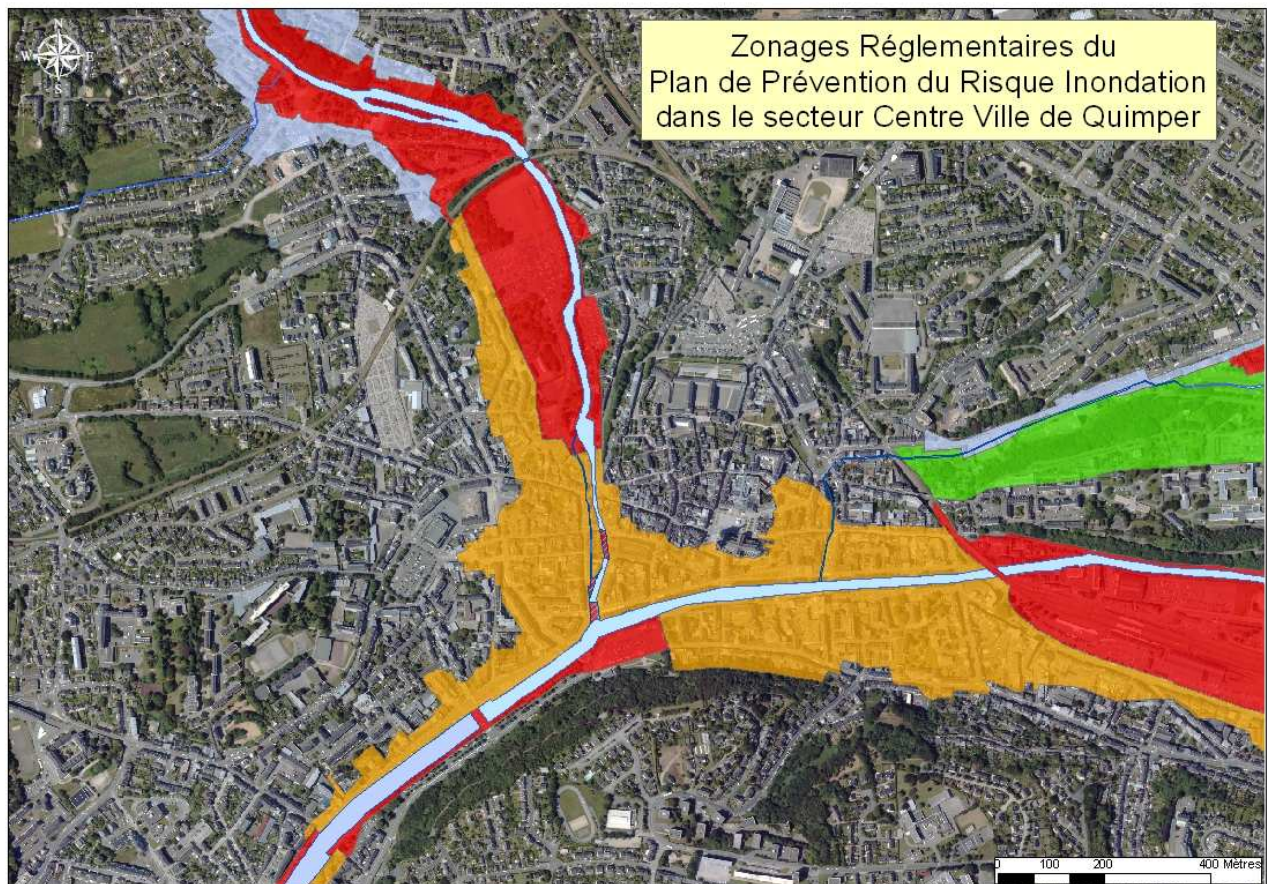 N
W E
S
Zonages Réglementaires du
Plan de Prévention du Risque Inondation
dans le secteur Centre Ville de Quimper
0 100 200 400 Mètres